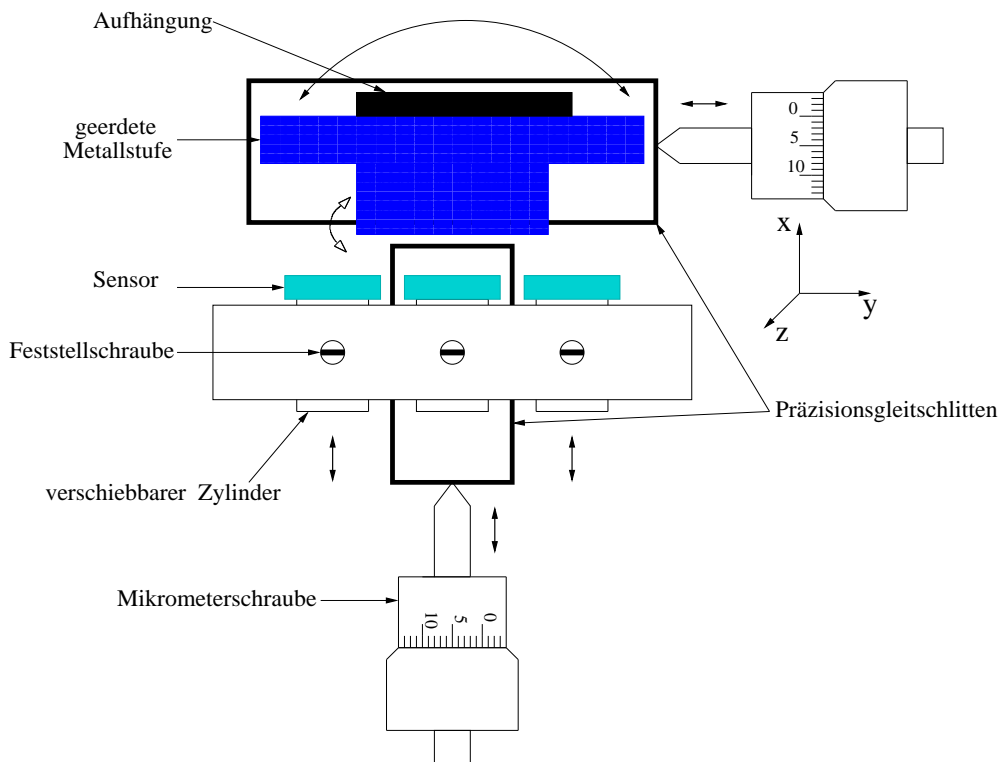 Aufhängung
geerdete
Metallstufe
0
5
10
x
y
z
Sensor
Feststellschraube
Präzisionsgleitschlitten
verschiebbarer Zylinder
Mikrometerschraube
10
5
0